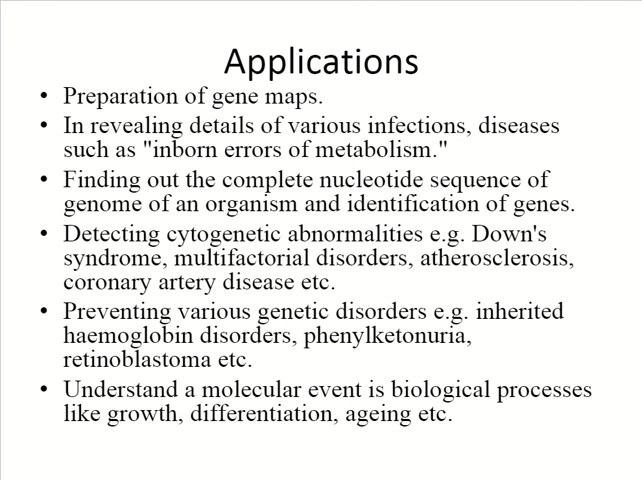 Applications
• Preparation of gene maps.
• In revealing details of various infections, diseases
such as "inborn errors of metabolism."
• Finding out the complete nucleotide sequence of
genome of an organism and identification of genes.
• Detecting cytogenetic abnormalities e.g. Down's
syndrome, multifactorial disorders, atherosclerosis,
coronary artery disease etc.
• Preventing various genetic disorders e.g. inherited
haemoglobin disorders, phenylketonuria,
retinoblastoma etc.
• Understand a molecular event is biological processes
like growth, differentiation, ageing etc.